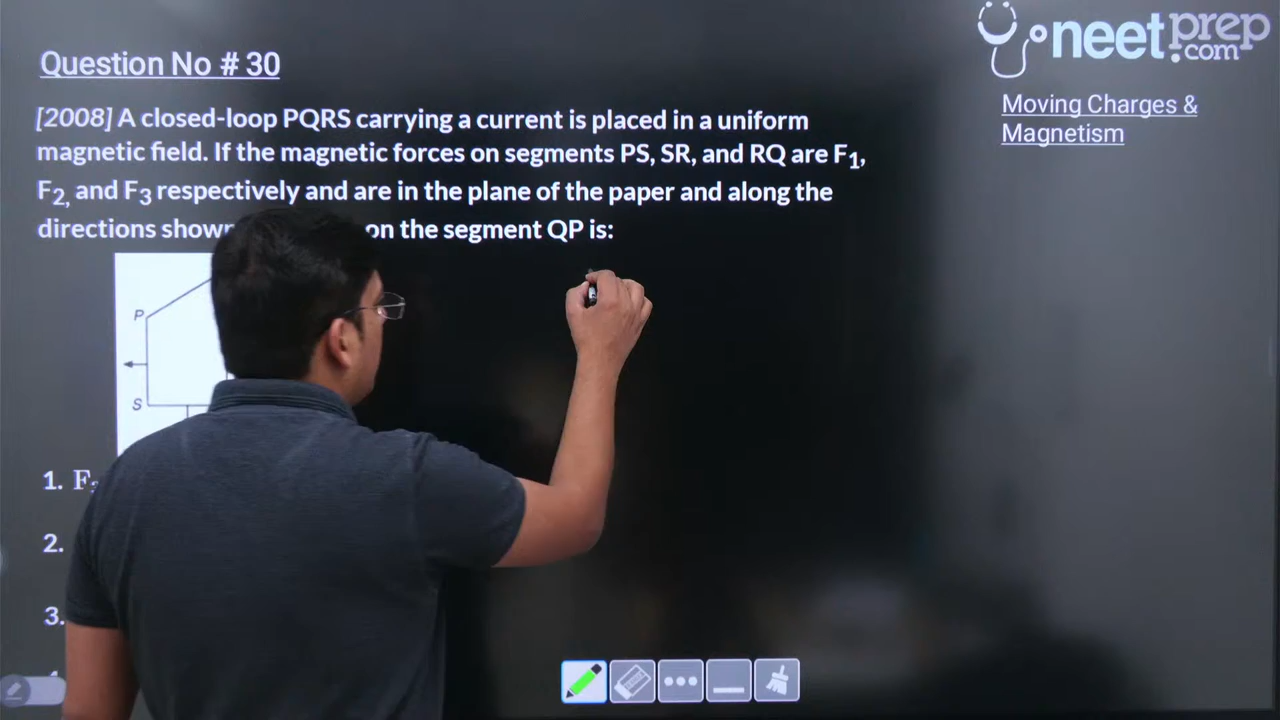 neetprep
.com
Question No # 30
Moving Charges &
Magnetism
[2008] A closed-loop PQRS carrying a current is placed in a uniform
magnetic field. If the magnetic forces on segments PS, SR, and RQ are F1,
F2, and F3 respectively and are in the plane of the paper and along the
directions on the segment QP is:
P
S
1.
2.
3.